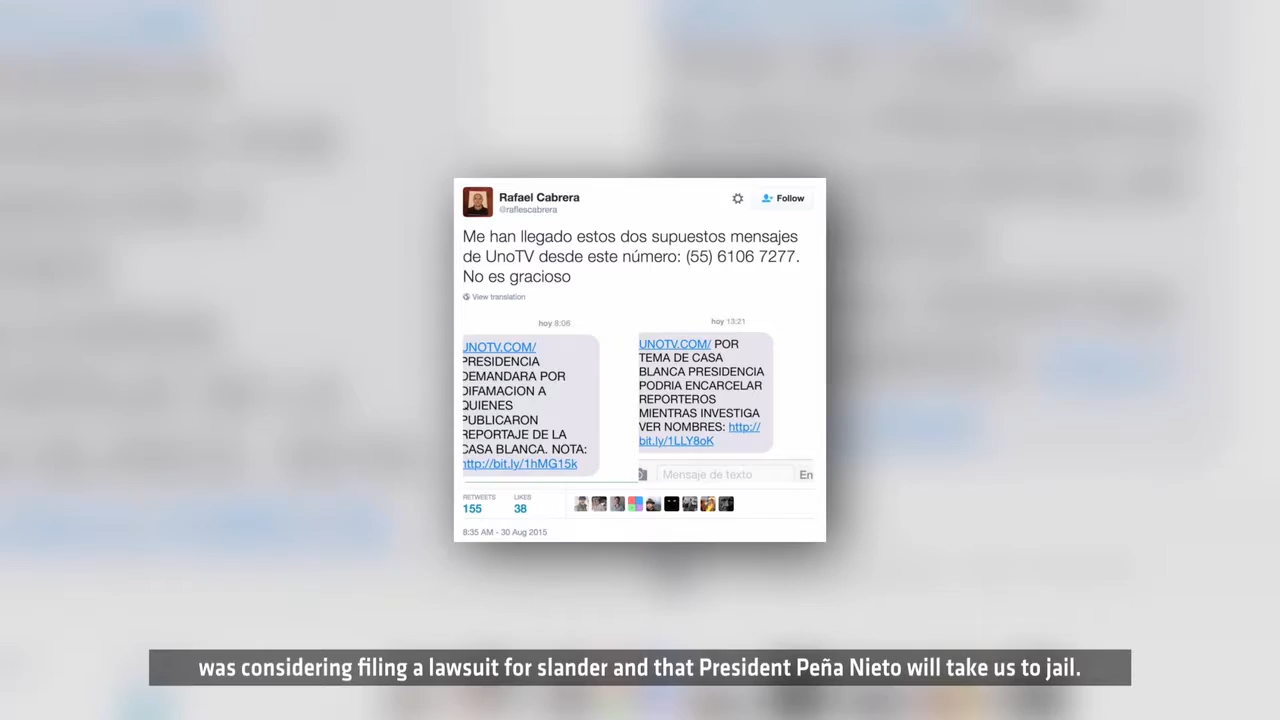 Rafael Cabrera
@raflescabrera
Follow
Me han llegado estos dos supuestos mensajes
de UnoTV desde este número: (55) 6106 7277.
No es gracioso
View translation
hoy 8:06
UNOTV.COM/
PRESIDENCIA
DEMANDARA POR
DIFAMACION A
QUIENES
PUBLICARON
REPORTAJE DE LA
CASA BLANCA. NOTA:
http://bit.ly/1hMG15k
hoy 13:21
UNOTV.COM/ POR
TEMA DE CASA
BLANCA PRESIDENCIA
PODRIA ENCARCELAR
REPORTEROS
MIENTRAS INVESTIGA
VER NOMBRES: http://
bit.ly/1LLY8oK
Mensaje de texto
En
RETWEETS
155
LIKES
38
8:35 AM - 30 Aug 2015
was considering filing a lawsuit for slander and that President Peña Nieto will take us to jail.